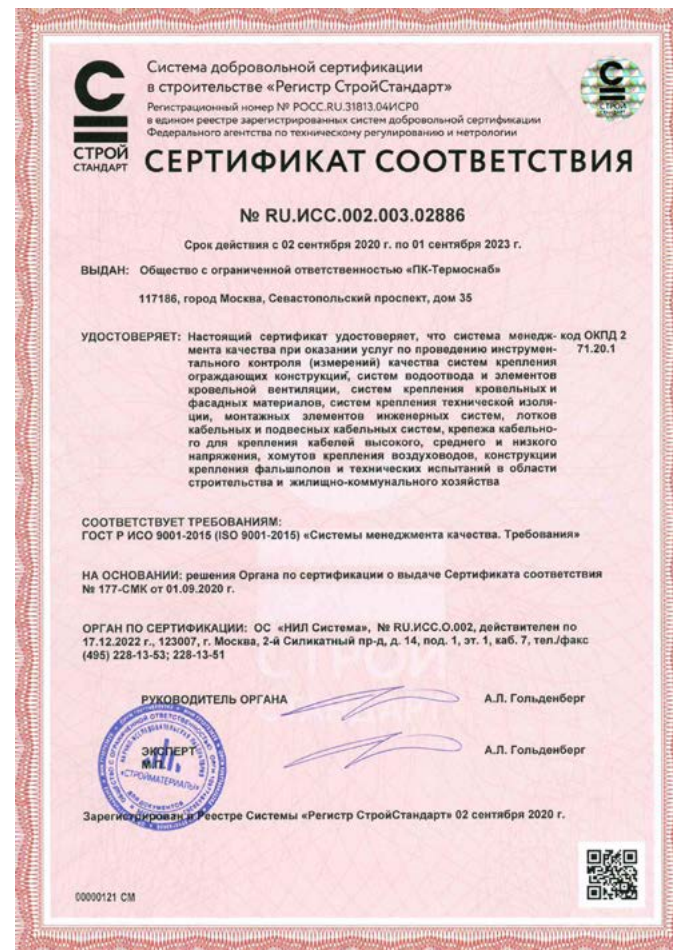 Система добровольной сертификации
в строительстве «Регистр СтройСтандарт»
Регистрационный номер № РОСС.RU.31813.04ИСР0
в едином реестре зарегистрированных систем добровольной сертификации
Федерального агентства по техническому регулированию и метрологии
СТРОЙ
СТАНДАРТ
СЕРТИФИКАТ СООТВЕТСТВИЯ
№ RU.ИСС.002.003.02886
Срок действия с 02 сентября 2020 г. по 01 сентября 2023 г.
ВЫДАН: Общество с ограниченной ответственностью «ПК-Термоснаб»
117186, город Москва, Севастопольский проспект, дом 35
УДОСТОВЕРЯЕТ: Настоящий сертификат удостоверяет, что система менедж- код ОКПД 2
мента качества при оказании услуг по проведению инструмен- 71.20.1
тального контроля (измерений) качества систем крепления
ограждающих конструкций, систем водоотвода и элементов
кровельной вентиляции, систем крепления кровельных и
фасадных материалов, систем крепления технической изоля-
ции, монтажных элементов инженерных систем, лотков
кабельных и подвесных кабельных систем, крепежа кабельно-
го для крепления кабелей высокого, среднего и низкого
напряжения, хомутов крепления воздуховодов, конструкции
крепления фальшполов и технических испытаний в области
строительства и жилищно-коммунального хозяйства
СООТВЕТСТВУЕТ ТРЕБОВАНИЯМ:
ГОСТ Р ИСО 9001-2015 (ISO 9001-2015) «Системы менеджмента качества. Требования»
НА ОСНОВАНИИ: решения Органа по сертификации о выдаче Сертификата соответствия
№ 177-СМК от 01.09.2020 г.
ОРГАН ПО СЕРТИФИКАЦИИ: ОС «НИЛ Система», № RU.ИСС.О.002, действителен по
17.12.2022 г., 123007, г. Москва, 2-й Силикатный пр-д, д. 14, под. 1, эт. 1, каб. 7, тел./факс
(495) 228-13-53; 228-13-51
РУКОВОДИТЕЛЬ ОРГАНА А.Л. Гольденберг
ЭКСПЕРТ А.Л. Гольденберг
М.П.
«СТРОЙМАТЕРИАЛЫ»
ДЛЯ ДОКУМЕНТОВ
Зарегистрирован в Реестре Системы «Регистр СтройСтандарт» 02 сентября 2020 г.
00000121 СМ